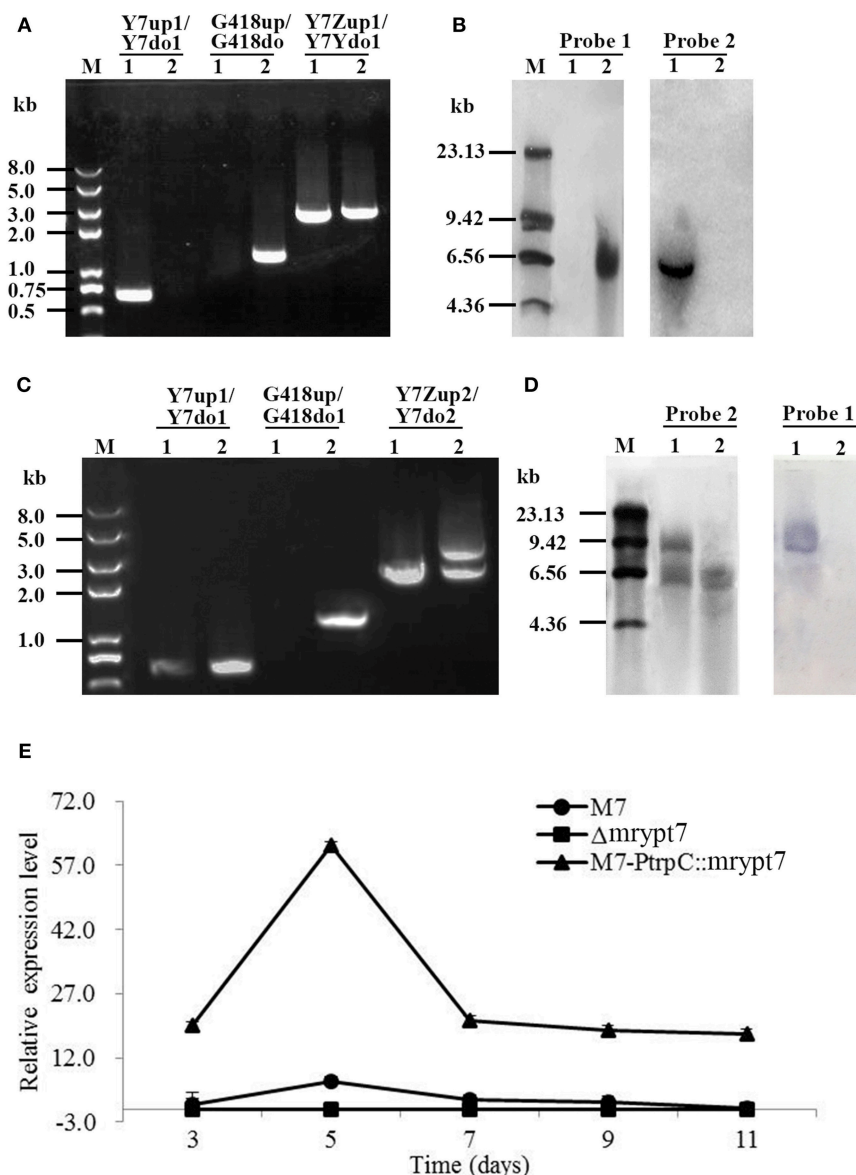 A
Y7up1/ G418up/ Y7Zup1/
Y7do1 G418do Y7Ydo1
M 1 2 1 2 1 2
kb
8.0
5.0
3.0
2.0
1.0
0.75
0.5
B
Probe 1 Probe 2
M 1 2 1 2
kb
23.13
9.42
6.56
4.36
C
Y7up1/ G418up/ Y7Zup2/
Y7do1 G418do1 Y7do2
M 1 2 1 2 1 2
kb
8.0
5.0
3.0
2.0
1.0
D
Probe 2 Probe 1
M 1 2 1 2
kb
23.13
9.42
6.56
4.36
E
Relative expression level
72.0
57.0
42.0
27.0
12.0
-3.0
M7
Δmrypt7
M7-PtrpC::mrypt7
3 5 7 9 11
Time (days)